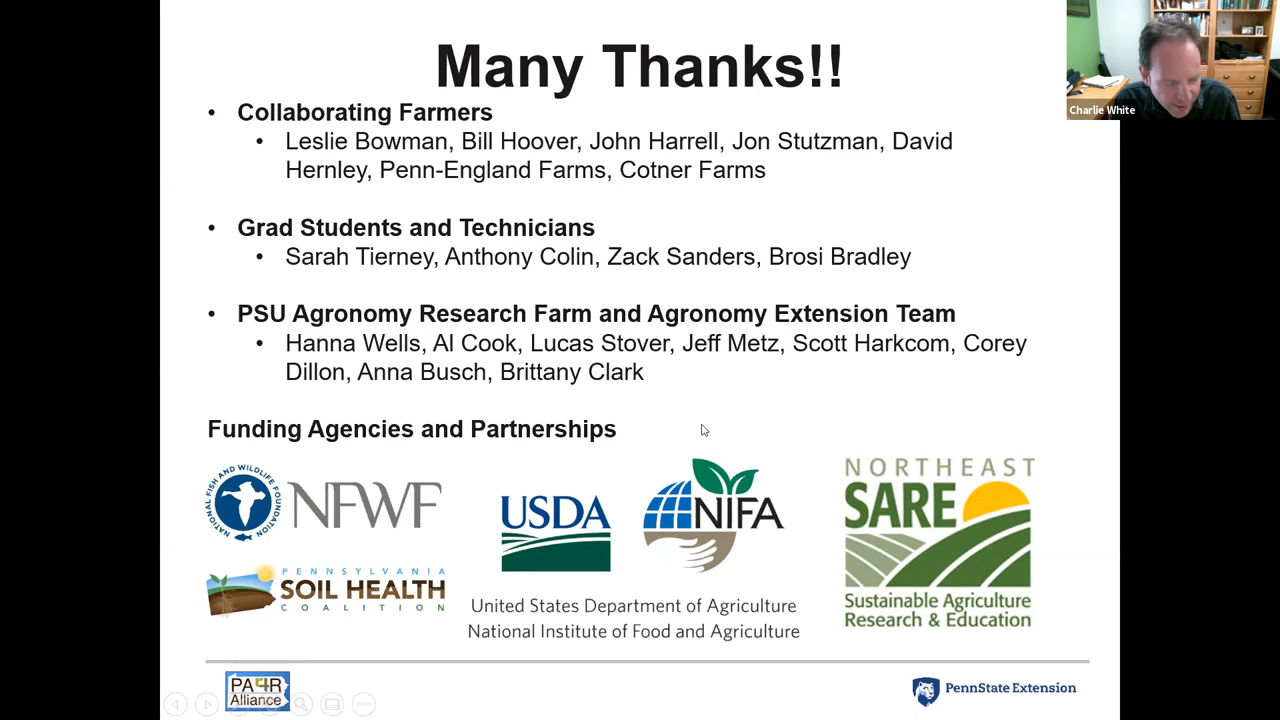 Many Thanks!!
Charlie White
• Collaborating Farmers
• Leslie Bowman, Bill Hoover, John Harrell, Jon Stutzman, David
Hernley, Penn-England Farms, Cotner Farms
• Grad Students and Technicians
• Sarah Tierney, Anthony Colin, Zack Sanders, Brosi Bradley
• PSU Agronomy Research Farm and Agronomy Extension Team
• Hanna Wells, Al Cook, Lucas Stover, Jeff Metz, Scott Harkcom, Corey
Dillon, Anna Busch, Brittany Clark
Funding Agencies and Partnerships
NATIONAL FISH AND WILDLIFE FOUNDATION
NFWF
PENNSYLVANIA
SOIL HEALTH
COALITION
USDA
NIFA
United States Department of Agriculture
National Institute of Food and Agriculture
NORTHEAST
SARE
Sustainable Agriculture
Research & Education
PA4R
Alliance
PennState Extension